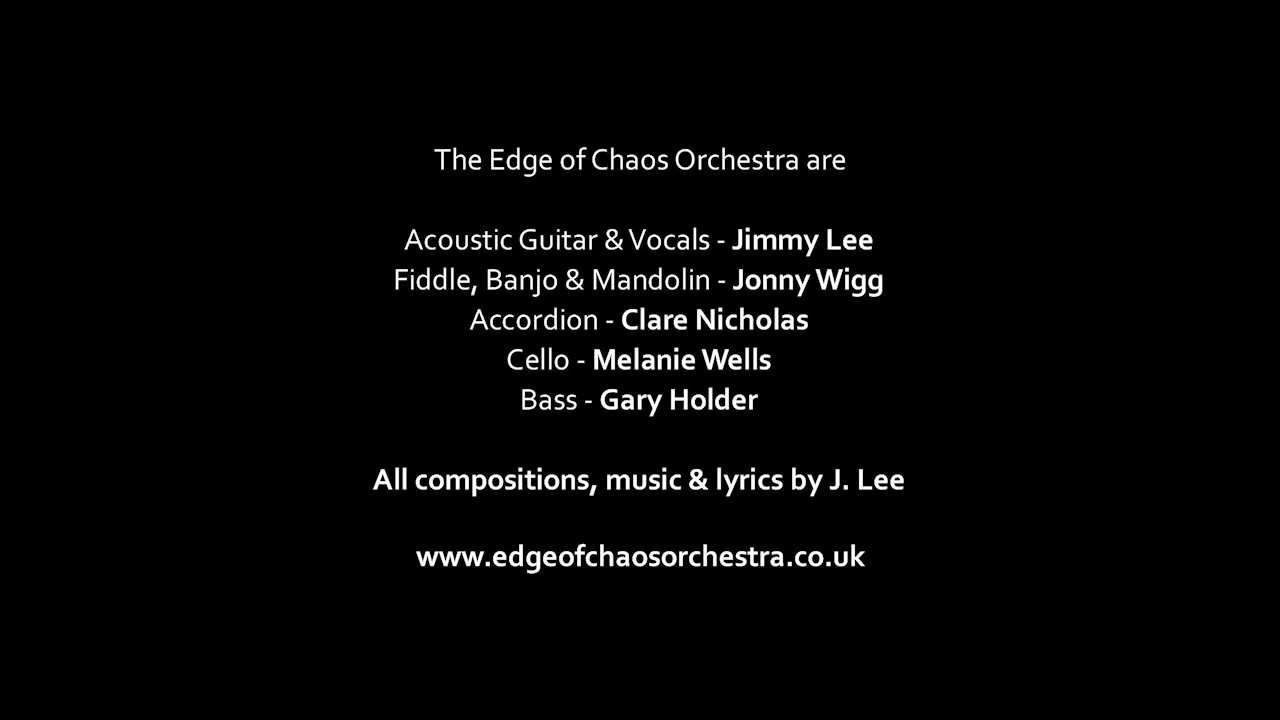 The Edge of Chaos Orchestra are
Acoustic Guitar & Vocals - Jimmy Lee
Fiddle, Banjo & Mandolin - Jonny Wigg
Accordion - Clare Nicholas
Cello - Melanie Wells
Bass - Gary Holder
All compositions, music & lyrics by J. Lee
www.edgeofchaosorchestra.co.uk